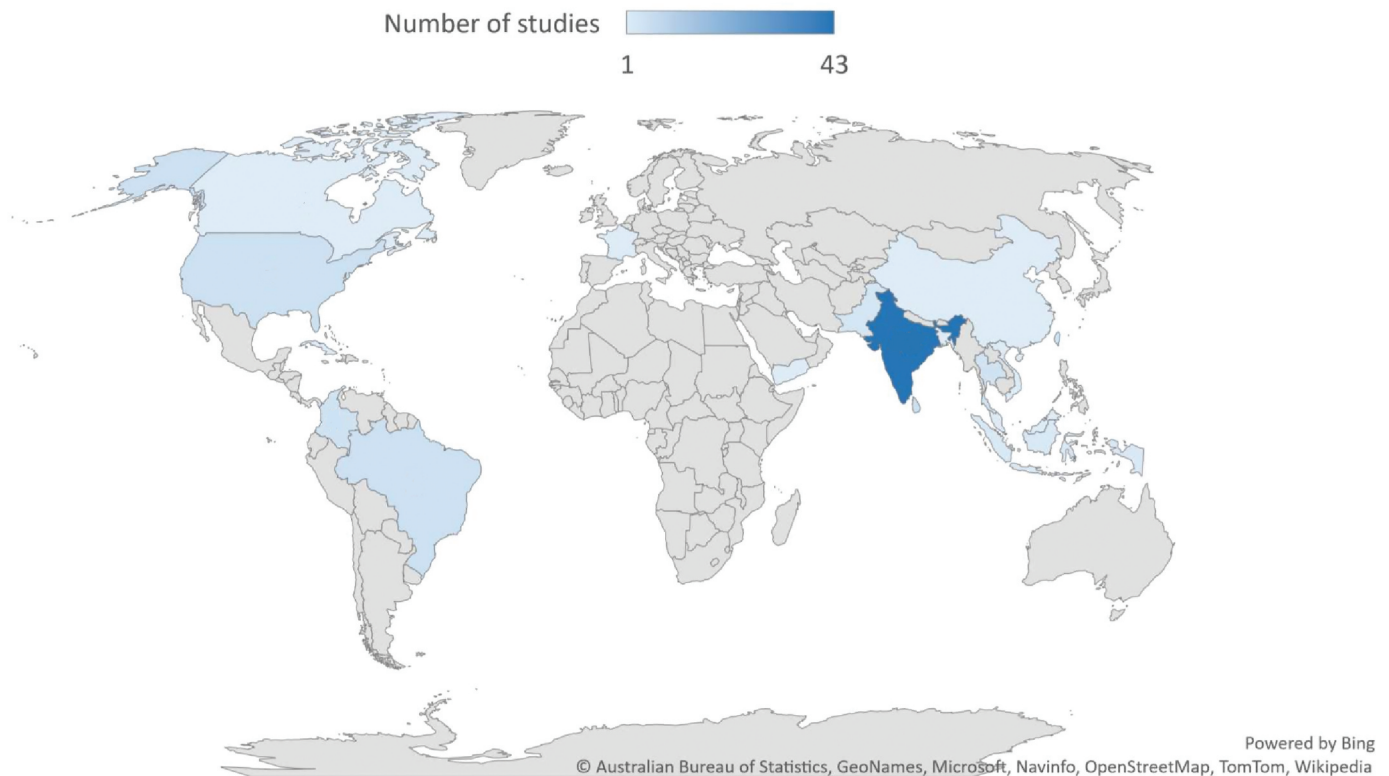 Number of studies
1 43
Powered by Bing
© Australian Bureau of Statistics, GeoNames, Microsoft, Navinfo, OpenStreetMap, TomTom, Wikipedia